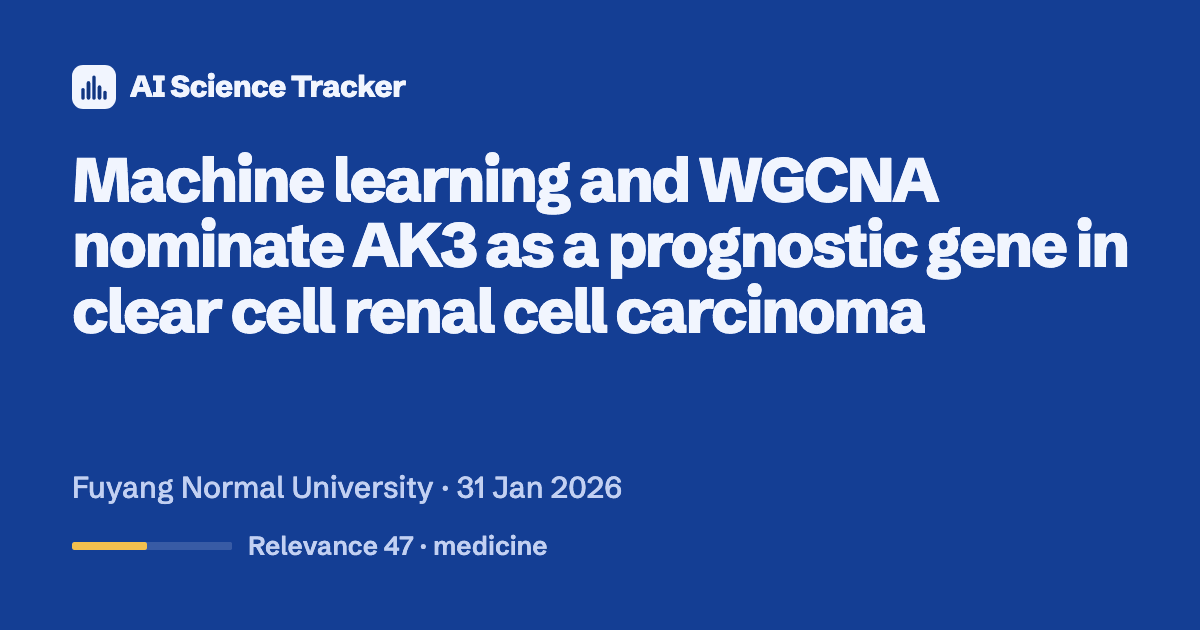 AI Science Tracker
Machine learning and WGCNA
nominate AK3 as a prognostic gene in
clear cell renal cell carcinoma
Fuyang Normal University · 31 Jan 2026
Relevance 47 · medicine